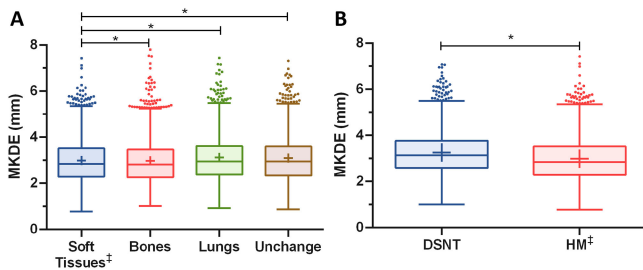 A
*
*
*
MKDE (mm)
8
6
4
2
0
Soft Tissues‡
Bones
Lungs
Unchange
B
*
MKDE (mm)
8
6
4
2
0
DSNT
HM‡